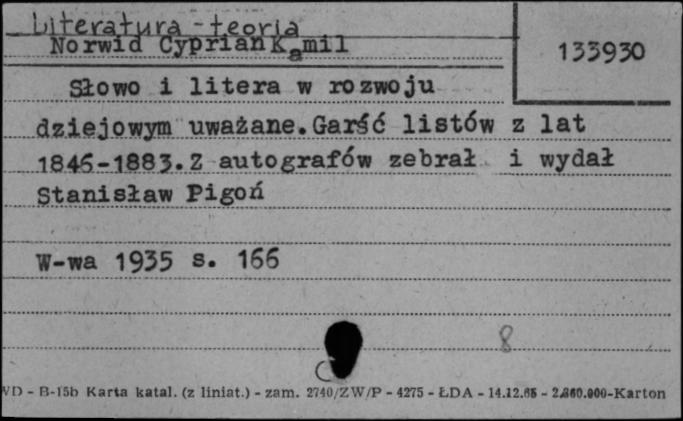 Literatura - teoria
Norwid Cyprian Kamil
133930
Słowo i litera w rozwoju
dziejowym uważane. Garść listów z lat
1846-1883. Z autografów zebrał i wydał
Stanisław Pigoń
W-wa 1935 s. 166
8
WD - B-15b Karta katal. (z liniat.) - zam. 2740/ZW/P - 4275 - ŁDA - 14.12.65 - 2.860.000-Karton